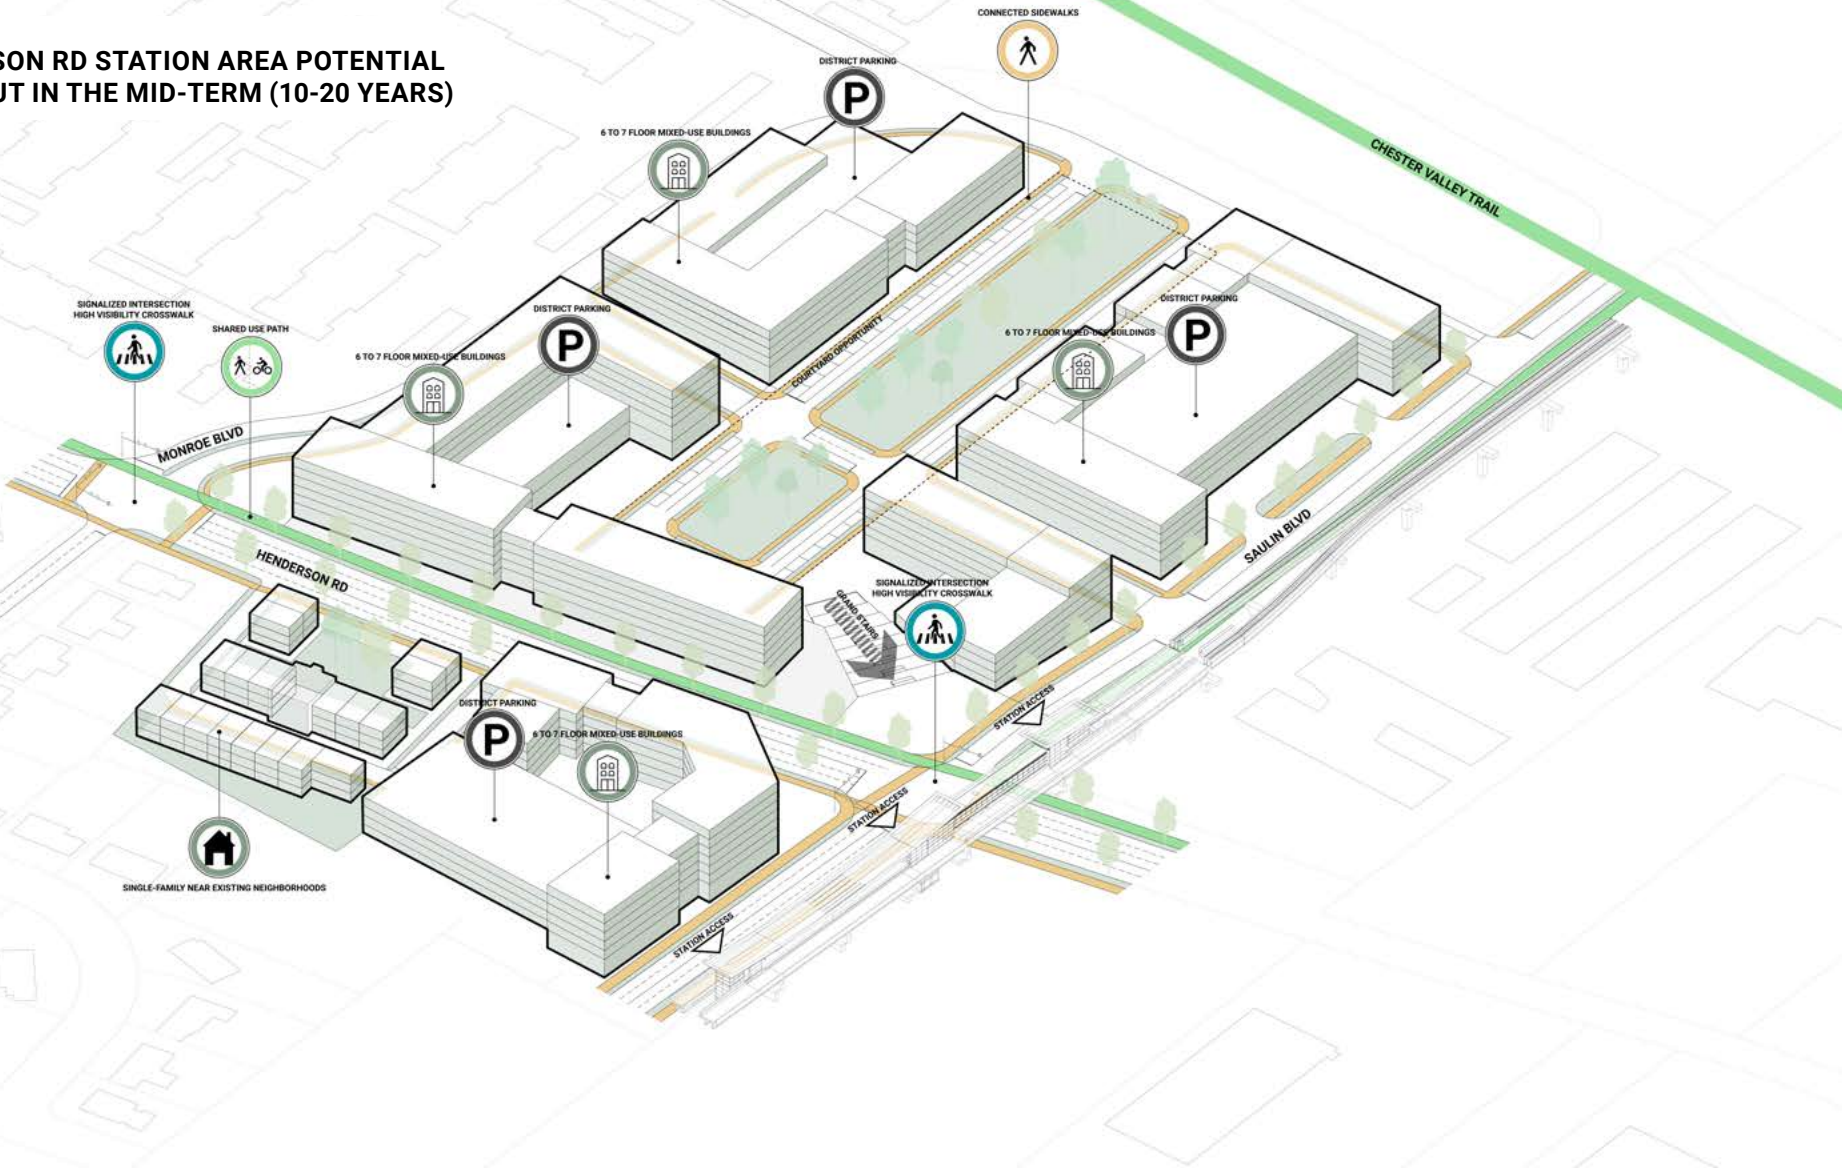 SON RD STATION AREA POTENTIAL
UT IN THE MID-TERM (10-20 YEARS)
CONNECTED SIDEWALKS
DISTRICT PARKING
P
6 TO 7 FLOOR MIXED-USE BUILDINGS
CHESTER VALLEY TRAIL
SIGNALIZED INTERSECTION
HIGH VISIBILITY CROSSWALK
SHARED USE PATH
DISTRICT PARKING
P
6 TO 7 FLOOR MIXED-USE BUILDINGS
COURTYARD OPPORTUNITY
DISTRICT PARKING
P
6 TO 7 FLOOR MIXED-USE BUILDINGS
MONROE BLVD
HENDERSON RD
SAULIN BLVD
SIGNALIZED INTERSECTION
HIGH VISIBILITY CROSSWALK
GRAND STAIRS
STATION ACCESS
DISTRICT PARKING
P
6 TO 7 FLOOR MIXED-USE BUILDINGS
STATION ACCESS
SINGLE-FAMILY NEAR EXISTING NEIGHBORHOODS
STATION ACCESS